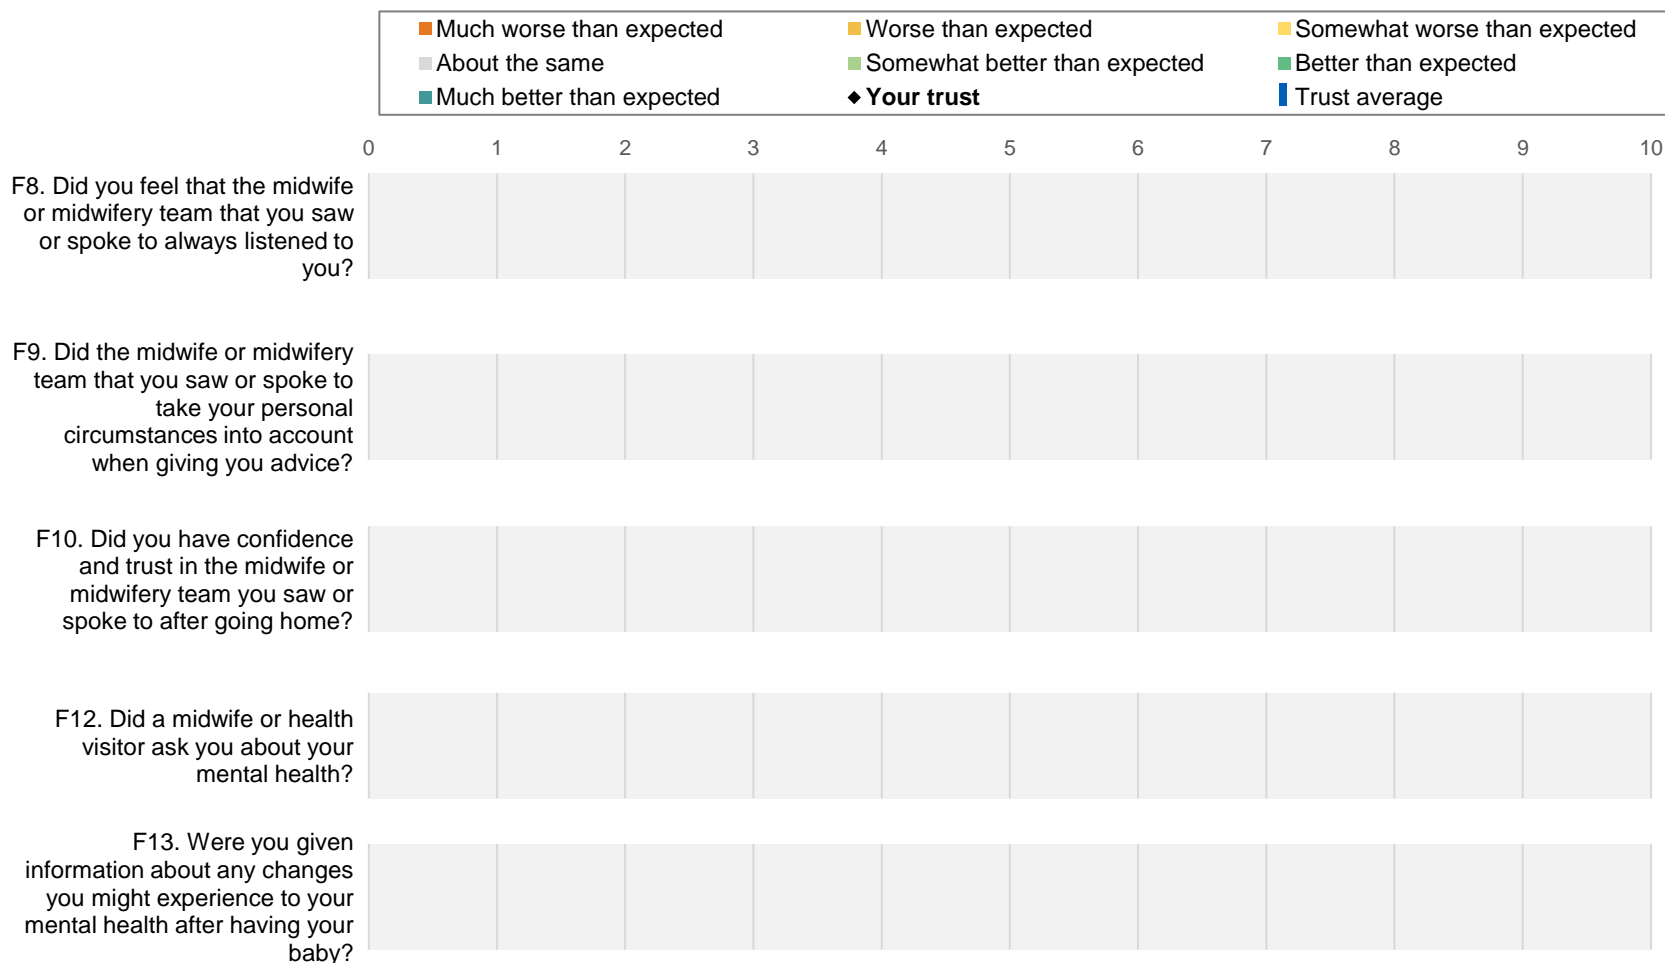 Much worse than expected
Worse than expected
Somewhat worse than expected
About the same
Somewhat better than expected
Better than expected
Much better than expected
Your trust
Trust average
0 1 2 3 4 5 6 7 8 9 10
F8. Did you feel that the midwife
or midwifery team that you saw
or spoke to always listened to
you?
F9. Did the midwife or midwifery
team that you saw or spoke to
take your personal
circumstances into account
when giving you advice?
F10. Did you have confidence
and trust in the midwife or
midwifery team you saw or
spoke to after going home?
F12. Did a midwife or health
visitor ask you about your
mental health?
F13. Were you given
information about any changes
you might experience to your
mental health after having your
baby?